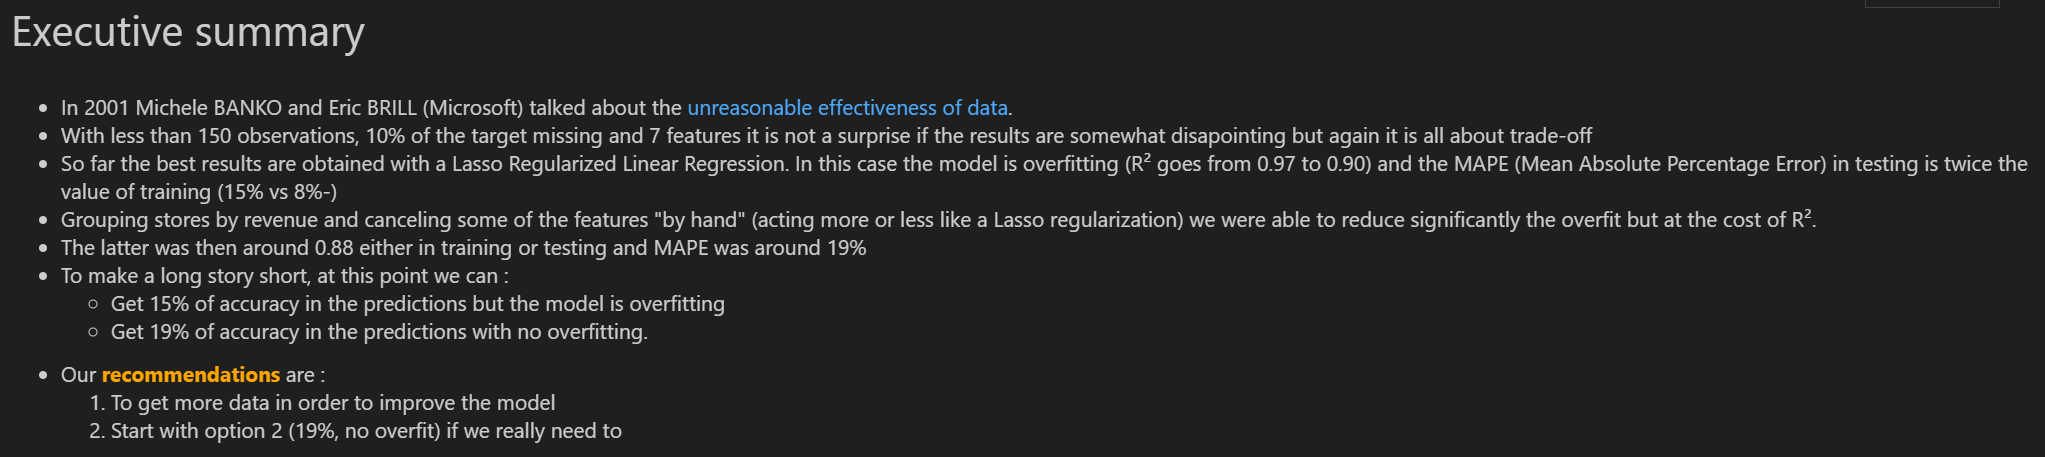 Executive summary
• In 2001 Michele BANKO and Eric BRILL (Microsoft) talked about the unreasonable effectiveness of data.
• With less than 150 observations, 10% of the target missing and 7 features it is not a surprise if the results are somewhat disapointing but again it is all about trade-off
• So far the best results are obtained with a Lasso Regularized Linear Regression. In this case the model is overfitting (R² goes from 0.97 to 0.90) and the MAPE (Mean Absolute Percentage Error) in testing is twice the
value of training (15% vs 8%-)
• Grouping stores by revenue and canceling some of the features "by hand" (acting more or less like a Lasso regularization) we were able to reduce significantly the overfit but at the cost of R².
• The latter was then around 0.88 either in training or testing and MAPE was around 19%
• To make a long story short, at this point we can :
◦ Get 15% of accuracy in the predictions but the model is overfitting
◦ Get 19% of accuracy in the predictions with no overfitting.
• Our recommendations are :
1. To get more data in order to improve the model
2. Start with option 2 (19%, no overfit) if we really need to